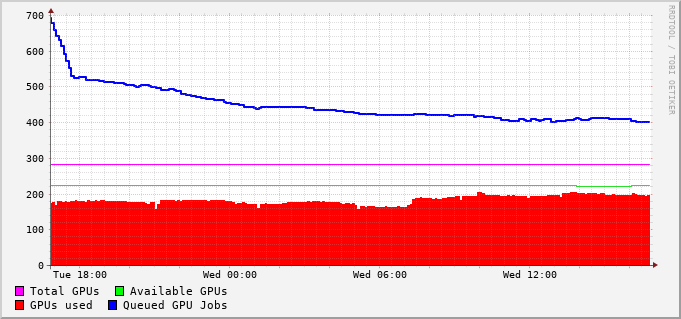 700
600
500
400
300
200
100
0
Tue 18:00 Wed 00:00 Wed 06:00 Wed 12:00
Total GPUs Available GPUs
GPUs used Queued GPU Jobs
RRDTOOL / TOBI OETIKER